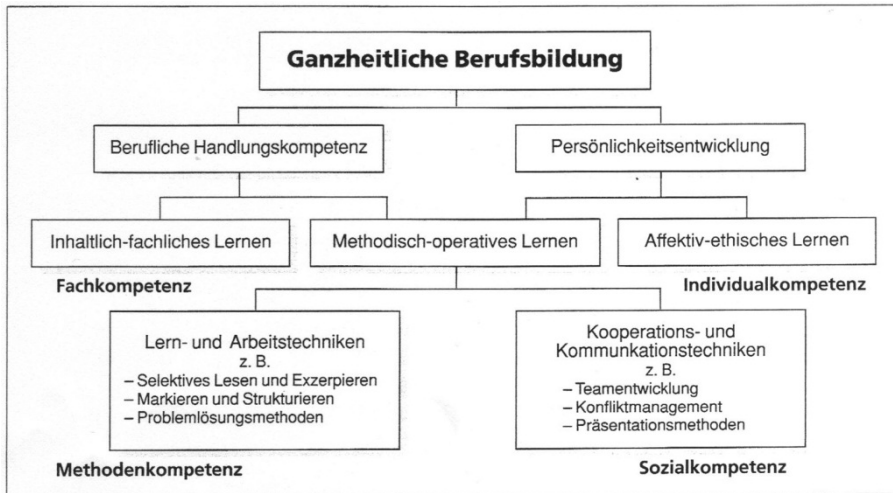 Ganzheitliche Berufsbildung
Berufliche Handlungskompetenz
Persönlichkeitsentwicklung
Inhaltlich-fachliches Lernen
Methodisch-operatives Lernen
Affektiv-ethisches Lernen
Fachkompetenz
Individualkompetenz
Lern- und Arbeitstechniken
z. B.
– Selektives Lesen und Exzerpieren
– Markieren und Strukturieren
– Problemlösungsmethoden
Kooperations- und
Kommunkationstechniken
z. B.
– Teamentwicklung
– Konfliktmanagement
– Präsentationsmethoden
Methodenkompetenz
Sozialkompetenz